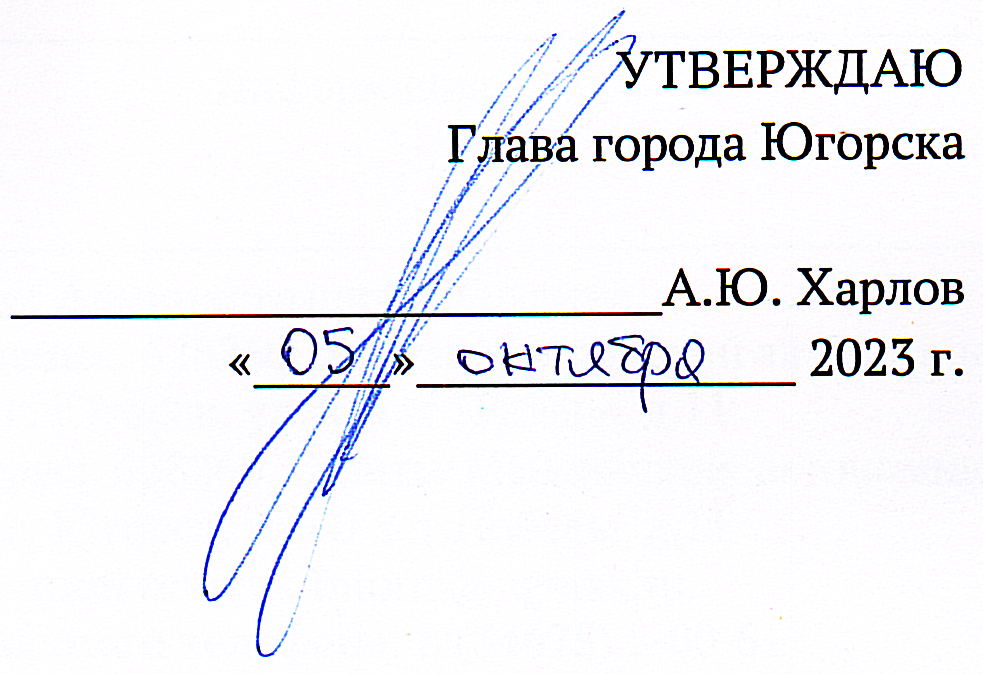 УТВЕРЖДАЮ
Глава города Югорска
А.Ю. Харлов
«05» октября 2023 г.